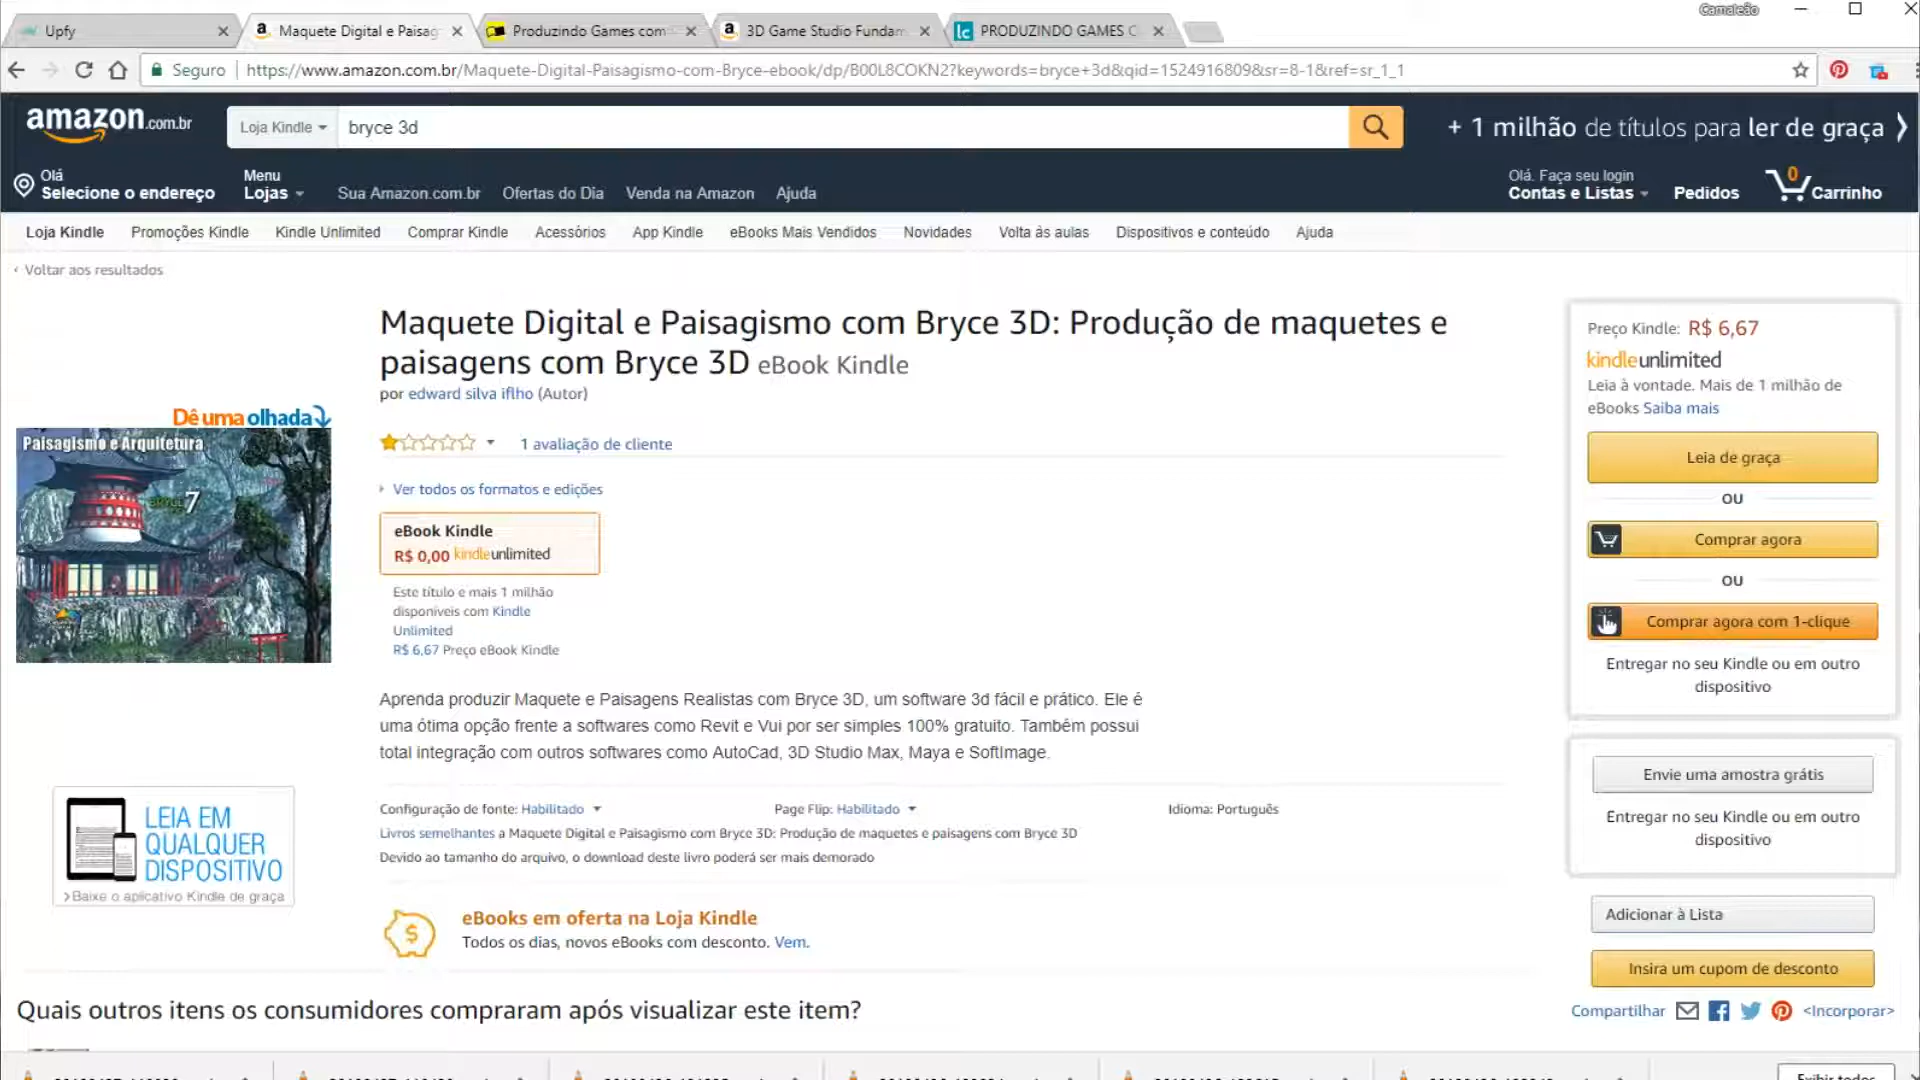 Camateão
Upfy
Maquete Digital e Paisag
Produzindo Games com
3D Game Studio Fundam
PRODUZINDO GAMES C
Seguro
https://www.amazon.com.br/Maquete-Digital-Paisagismo-com-Bryce-ebook/dp/B00L8COKN2?keywords=bryce+3d&qid=1524916809&sr=8-1&ref=sr_1_1
amazon.com.br
Loja Kindle
bryce 3d
+ 1 milhão de títulos para ler de graça
Olá
Selecione o endereço
Menu
Lojas
Sua Amazon.com.br
Ofertas do Dia
Venda na Amazon
Ajuda
Olá. Faça seu login
Contas e Listas
Pedidos
0
Carrinho
Loja Kindle
Promoções Kindle
Kindle Unlimited
Comprar Kindle
Acessórios
App Kindle
eBooks Mais Vendidos
Novidades
Volta às aulas
Dispositivos e conteúdo
Ajuda
‹ Voltar aos resultados
Dê uma olhada
Paisagismo e Arquitetura
7
Maquete Digital e Paisagismo com Bryce 3D: Produção de maquetes e
paisagens com Bryce 3D eBook Kindle
por edward silva iflho (Autor)
1 avaliação de cliente
Ver todos os formatos e edições
eBook Kindle
R$ 0,00 kindleunlimited
Este título e mais 1 milhão
disponíveis com Kindle
Unlimited
R$ 6,67 Preço eBook Kindle
Aprenda produzir Maquete e Paisagens Realistas com Bryce 3D, um software 3d fácil e prático. Ele é
uma ótima opção frente a softwares como Revit e Vui por ser simples 100% gratuito. Também possui
total integração com outros softwares como AutoCad, 3D Studio Max, Maya e SoftImage.
Configuração de fonte: Habilitado
Page Flip: Habilitado
Idioma: Português
Livros semelhantes a Maquete Digital e Paisagismo com Bryce 3D: Produção de maquetes e paisagens com Bryce 3D
Devido ao tamanho do arquivo, o download deste livro poderá ser mais demorado
LEIA EM
QUALQUER
DISPOSITIVO
>Baixe o aplicativo Kindle de graça
eBooks em oferta na Loja Kindle
Todos os dias, novos eBooks com desconto. Vem.
Preço Kindle: R$ 6,67
kindleunlimited
Leia à vontade. Mais de 1 milhão de
eBooks Saiba mais
Leia de graça
OU
Comprar agora
OU
Comprar agora com 1-clique
Entregar no seu Kindle ou em outro
dispositivo
Envie uma amostra grátis
Entregar no seu Kindle ou em outro
dispositivo
Adicionar à Lista
Insira um cupom de desconto
Compartilhar
<Incorporar>
Quais outros itens os consumidores compraram após visualizar este item?
Exibir todos